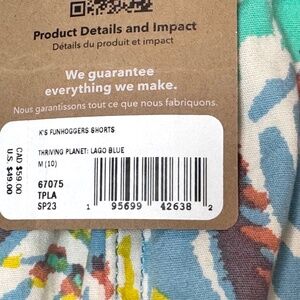 Product Details and Impact
Détails du produit et impact
We guarantee
everything we make.
Nous garantissons tout ce que nous fabriquons.
K'S FUNHOGGERS SHORTS
THRIVING PLANET: LAGO BLUE
M (10)
67075
TPLA
SP23
CAD $59.00
U.S. $49.00
1 95699 42638 2